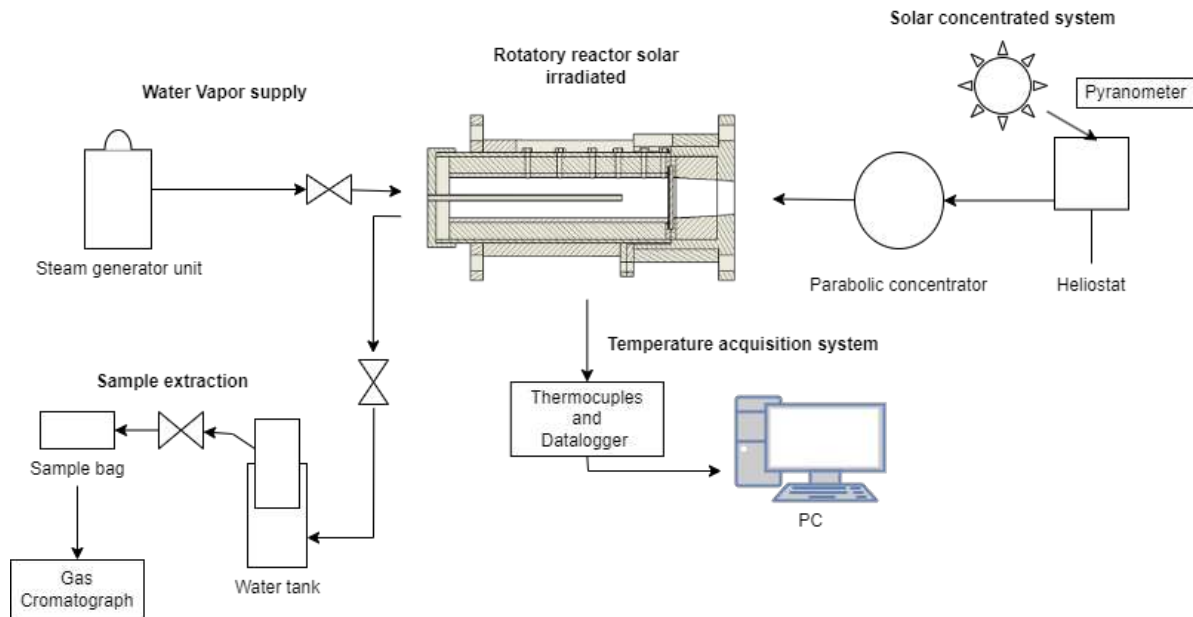 Solar concentrated system
Rotatory reactor solar
irradiated
Water Vapor supply
Pyranometer
Steam generator unit
Parabolic concentrator
Heliostat
Temperature acquisition system
Sample extraction
Thermocuples
and
Datalogger
Sample bag
PC
Water tank
Gas
Cromatograph